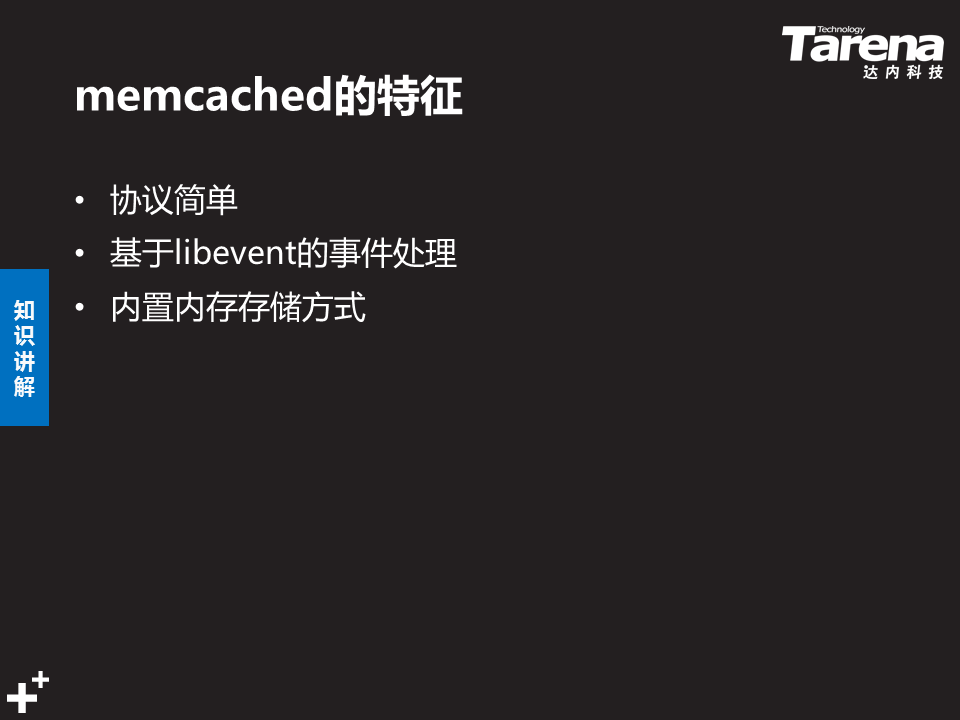 Technology
Tarena
达内科技
memcached的特征
• 协议简单
• 基于libevent的事件处理
• 内置内存存储方式
知
识
讲
解